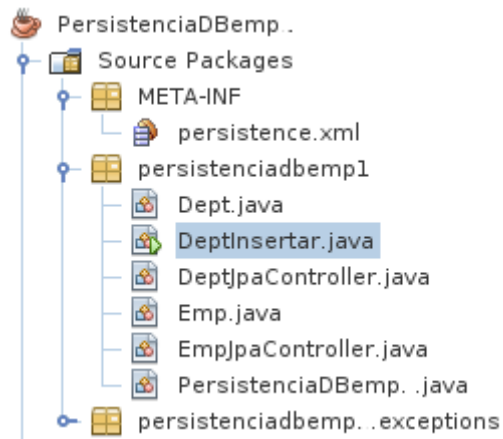 PersistenciaDBemp .
Source Packages
META-INF
persistence.xml
persistenciadbemp1
Dept.java
DeptInsertar.java
DeptJpaController.java
Emp.java
EmpJpaController.java
PersistenciaDBemp. .java
persistenciadbemp. .exceptions